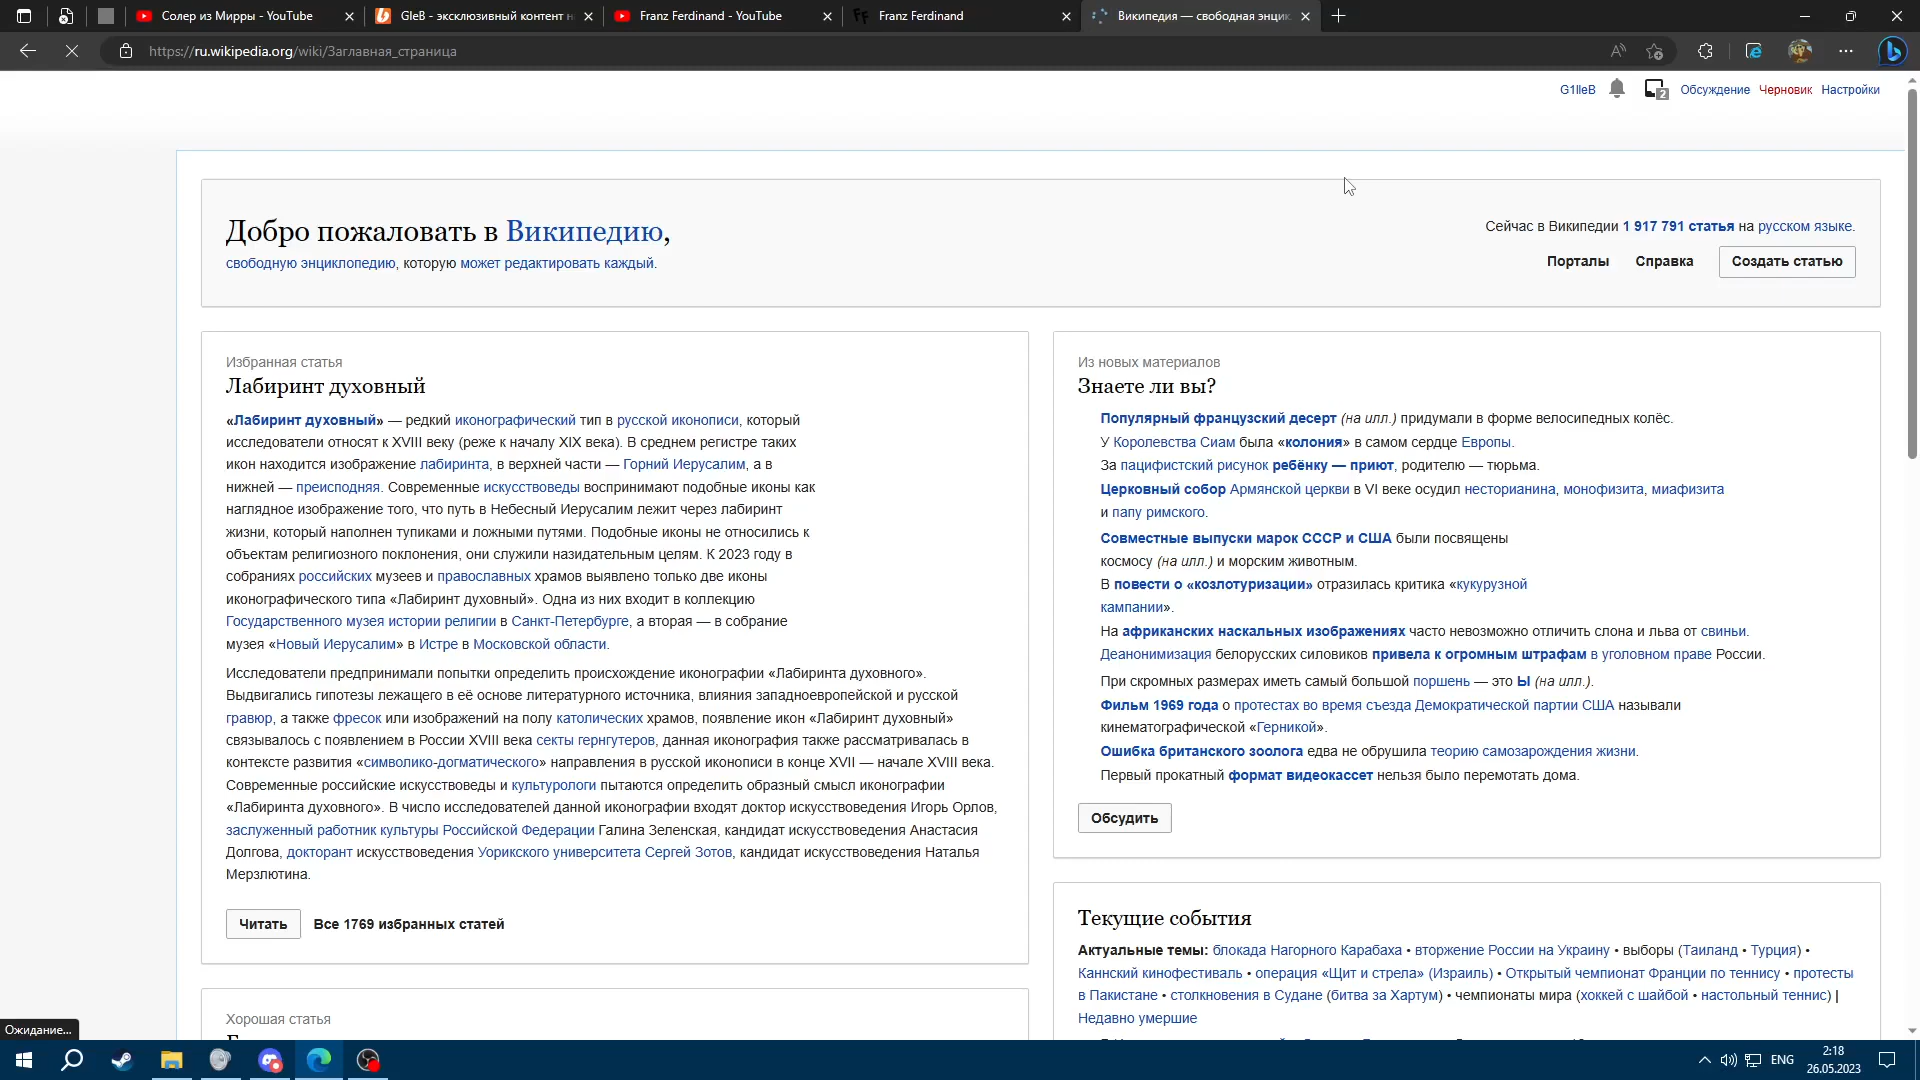 Солер из Мирры - YouTube
GleB - эксклюзивный контент н
Franz Ferdinand - YouTube
Franz Ferdinand
Википедия — свободная энцик
https://ru.wikipedia.org/wiki/Заглавная_страница
G1lleB
2
Обсуждение Черновик Настройки
Добро пожаловать в Википедию,
свободную энциклопедию, которую может редактировать каждый.
Сейчас в Википедии 1 917 791 статья на русском языке.
Порталы Справка Создать статью
Избранная статья
Лабиринт духовный
«Лабиринт духовный» — редкий иконографический тип в русской иконописи, который
исследователи относят к XVIII веку (реже к началу XIX века). В среднем регистре таких
икон находится изображение лабиринта, в верхней части — Горний Иерусалим, а в
нижней — преисподняя. Современные искусствоведы воспринимают подобные иконы как
наглядное изображение того, что путь в Небесный Иерусалим лежит через лабиринт
жизни, который наполнен тупиками и ложными путями. Подобные иконы не относились к
объектам религиозного поклонения, они служили назидательным целям. К 2023 году в
собраниях российских музеев и православных храмов выявлено только две иконы
иконографического типа «Лабиринт духовный». Одна из них входит в коллекцию
Государственного музея истории религии в Санкт-Петербурге, а вторая — в собрание
музея «Новый Иерусалим» в Истре в Московской области.
Исследователи предпринимали попытки определить происхождение иконографии «Лабиринта духовного».
Выдвигались гипотезы лежащего в её основе литературного источника, влияния западноевропейской и русской
гравюр, а также фресок или изображений на полу католических храмов, появление икон «Лабиринт духовный»
связывалось с появлением в России XVIII века секты гернгутеров, данная иконография также рассматривалась в
контексте развития «символико-догматического» направления в русской иконописи в конце XVII — начале XVIII века.
Современные российские искусствоведы и культурологи пытаются определить образный смысл иконографии
«Лабиринта духовного». В число исследователей данной иконографии входят доктор искусствоведения Игорь Орлов,
заслуженный работник культуры Российской Федерации Галина Зеленская, кандидат искусствоведения Анастасия
Долгова, докторант искусствоведения Уорикского университета Сергей Зотов, кандидат искусствоведения Наталья
Мерзлютина.
Читать Все 1769 избранных статей
Хорошая статья
Из новых материалов
Знаете ли вы?
Популярный французский десерт (на илл.) придумали в форме велосипедных колёс.
У Королевства Сиам была «колония» в самом сердце Европы.
За пацифистский рисунок ребёнку — приют, родителю — тюрьма.
Церковный собор Армянской церкви в VI веке осудил несторианина, монофизита, миафизита
и папу римского.
Совместные выпуски марок СССР и США были посвящены
космосу (на илл.) и морским животным.
В повести о «козлотуризации» отразилась критика «кукурузной
кампании».
На африканских наскальных изображениях часто невозможно отличить слона и льва от свиньи.
Деанонимизация белорусских силовиков привела к огромным штрафам в уголовном праве России.
При скромных размерах иметь самый большой поршень — это Ы (на илл.).
Фильм 1969 года о протестах во время съезда Демократической партии США называли
кинематографической «Герникой».
Ошибка британского зоолога едва не обрушила теорию самозарождения жизни.
Первый прокатный формат видеокассет нельзя было перемотать дома.
Обсудить
Текущие события
Актуальные темы: блокада Нагорного Карабаха • вторжение России на Украину • выборы (Таиланд • Турция) •
Каннский кинофестиваль • операция «Щит и стрела» (Израиль) • Открытый чемпионат Франции по теннису • протесты
в Пакистане • столкновения в Судане (битва за Хартум) • чемпионаты мира (хоккей с шайбой • настольный теннис) |
Недавно умершие
Ожидание...
ENG
2:18
26.05.2023